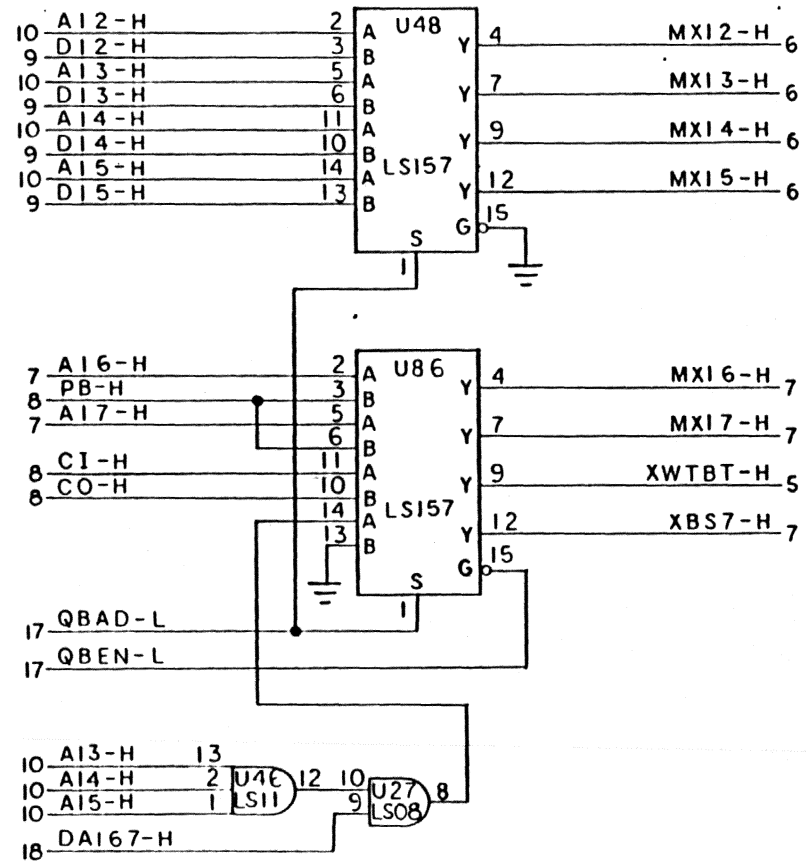 A12-H 2 U48 4 MX12-H
10 A Y 6
D12-H 3
9 B
A13-H 5 7 MX13-H
10 A Y 6
D13-H 6
9 B
A14-H 11 9 MX14-H
10 A Y 6
D14-H 10
9 B LS157
A15-H 14 12 MX15-H
10 A Y 6
D15-H 13
9 B 15
G
S
1
A16-H 2 U86 4 MX16-H
7 A Y 7
PB-H 3
8 B
A17-H 5 7 MX17-H
7 A Y 7
6
B
CI-H 11 9 XWTBT-H
8 A Y 5
CO-H 10
8 B LS157
14 12 XBS7-H
A Y 7
13 15
B G
S
1
QBAD-L
17
QBEN-L
17
A13-H 13
10
A14-H 2 U46 12 10 U27 8
10
A15-H 1 LS11 9 LS08
10
DA167-H
18